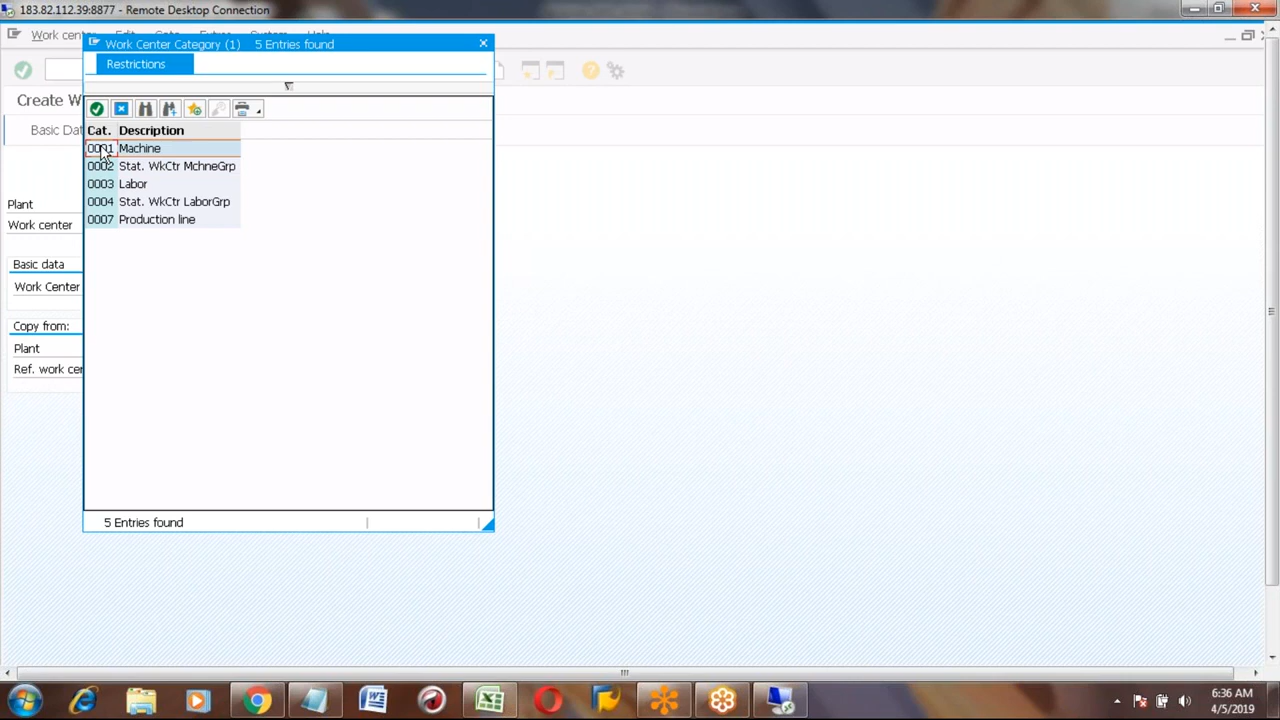 183.82.112.39:8877 - Remote Desktop Connection
Work center
Work Center Category (1) 5 Entries found
Restrictions
Create W
Basic Dat
Cat. Description
0001 Machine
0002 Stat. WkCtr MchneGrp
0003 Labor
0004 Stat. WkCtr LaborGrp
0007 Production line
Plant
Work center
Basic data
Work Center
Copy from:
Plant
Ref. work cen
5 Entries found
6:36 AM
4/5/2019